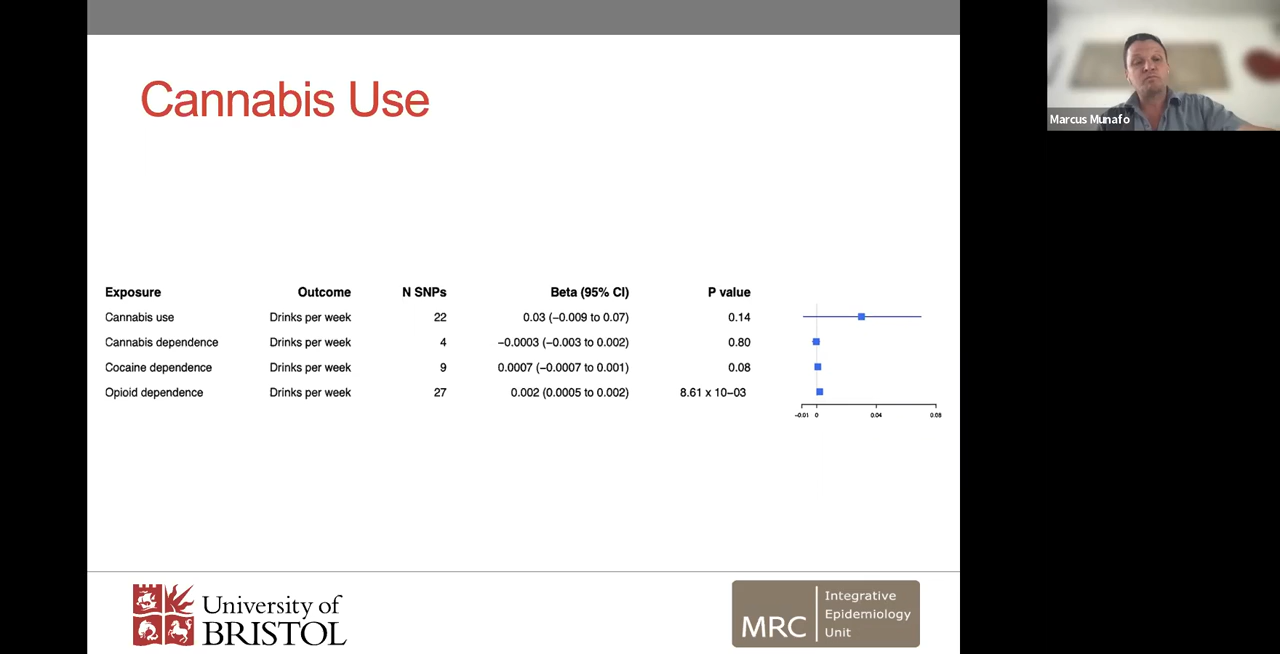 Cannabis Use
Marcus Munafo
Exposure Outcome N SNPs Beta (95% CI) P value
Cannabis use Drinks per week 22 0.03 (−0.009 to 0.07) 0.14
Cannabis dependence Drinks per week 4 −0.0003 (−0.003 to 0.002) 0.80
Cocaine dependence Drinks per week 9 0.0007 (−0.0007 to 0.001) 0.08
Opioid dependence Drinks per week 27 0.002 (0.0005 to 0.002) 8.61 x 10−03
−0.01 0 0.04 0.08
University of
BRISTOL
MRC
Integrative
Epidemiology
Unit